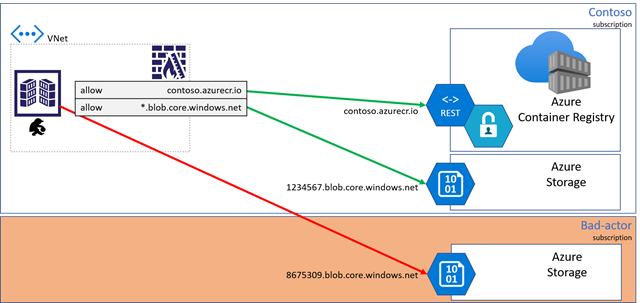 Contoso
subscription
VNet
allow contoso.azurecr.io
allow *.blob.core.windows.net
contoso.azurecr.io
<·>
REST
Azure
Container Registry
1234567.blob.core.windows.net
10
01
Azure
Storage
Bad-actor
subscription
8675309.blob.core.windows.net
10
01
Azure
Storage